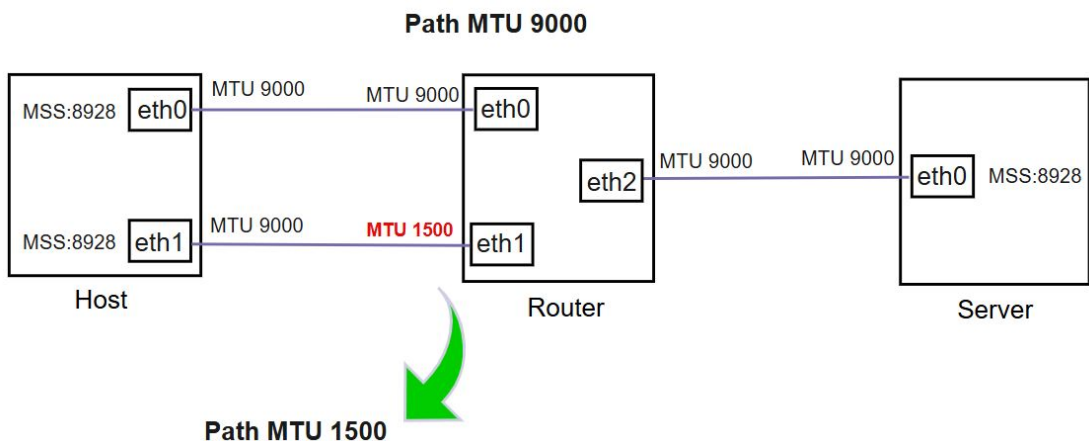 Path MTU 9000
MTU 9000
MTU 9000
MSS:8928
eth0
eth0
MTU 9000
MTU 9000
eth2
eth0
MSS:8928
MTU 9000
MTU 1500
MSS:8928
eth1
eth1
Host
Router
Server
Path MTU 1500